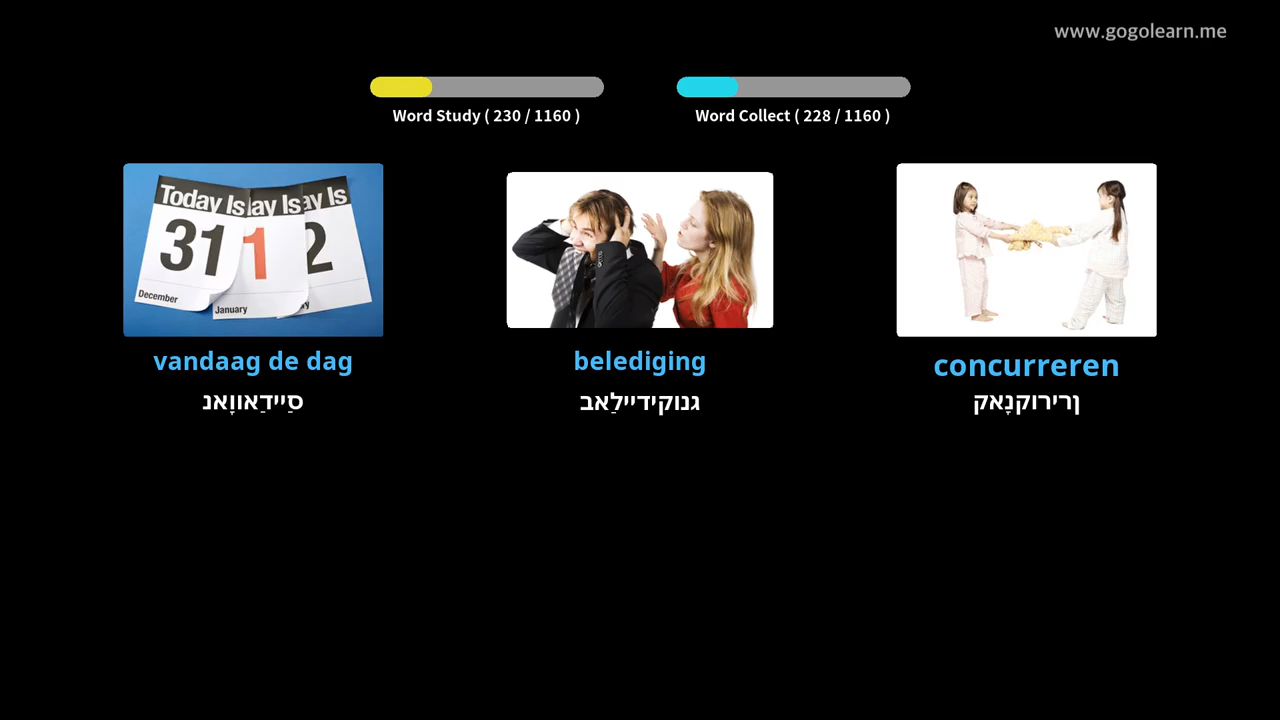 www.gogolearn.me
Word Study ( 230 / 1160 )
Word Collect ( 228 / 1160 )
Today Is
ay Is
ay Is
31
1
2
December
January
vandaag de dag
belediging
concurreren
סַיידַאווָאנ
גנוקידיילַאב
ןרירוקנָאק